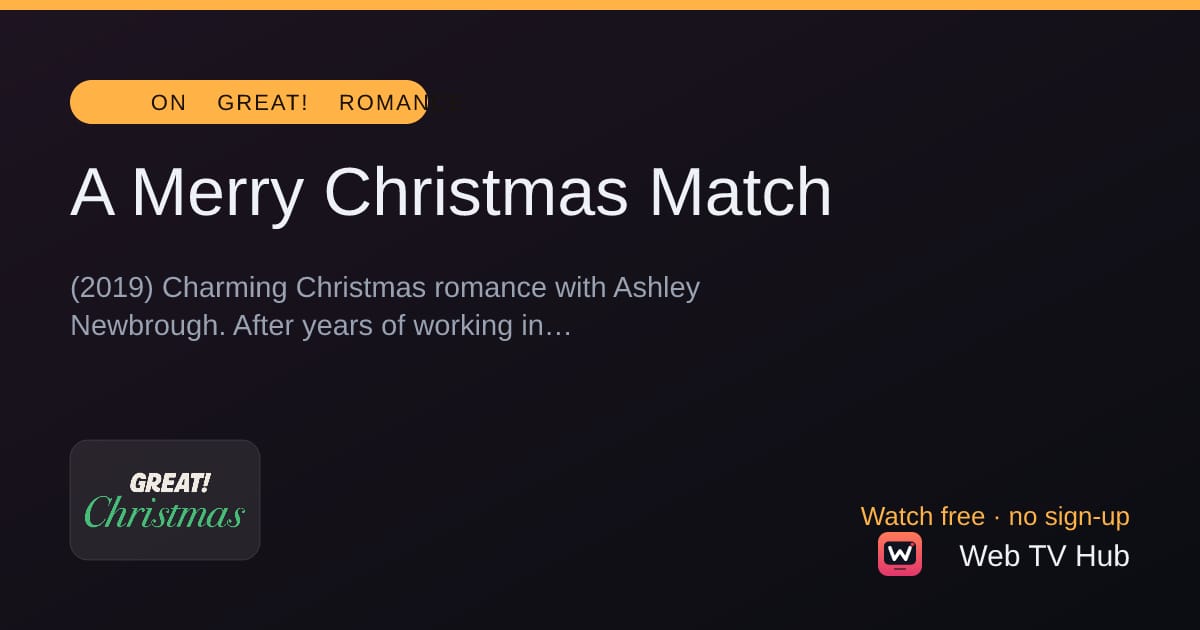 ON GREAT! ROMAN
A Merry Christmas Match
(2019) Charming Christmas romance with Ashley
Newbrough. After years of working in…
GREAT!
Christmas
Watch free · no sign-up
W
Web TV Hub